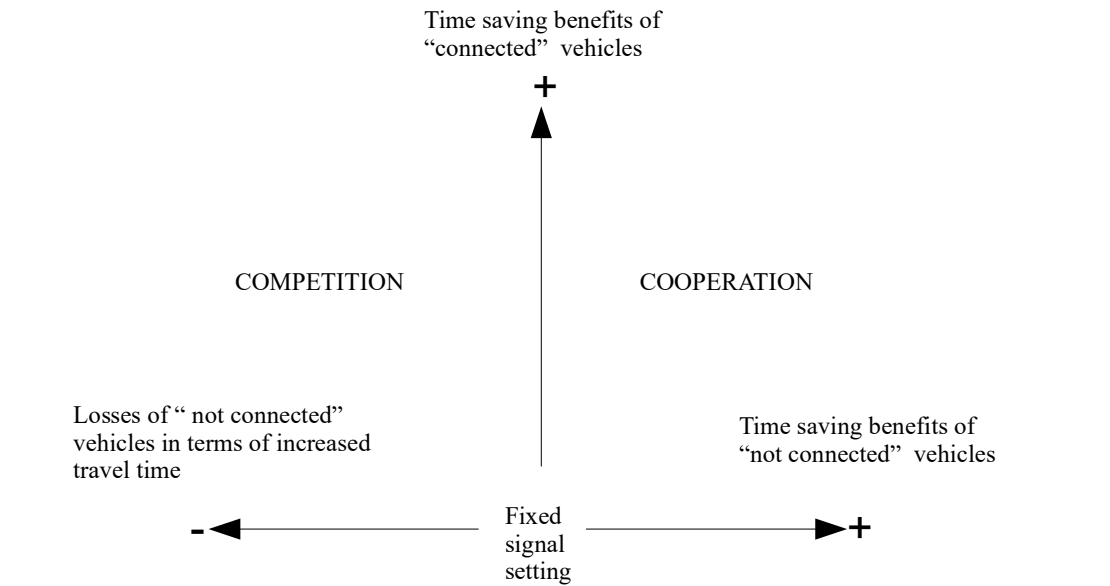 Time saving benefits of
“connected” vehicles
+
COMPETITION
COOPERATION
Losses of “ not connected”
vehicles in terms of increased
travel time
Time saving benefits of
“not connected” vehicles
-
Fixed
signal
setting
+